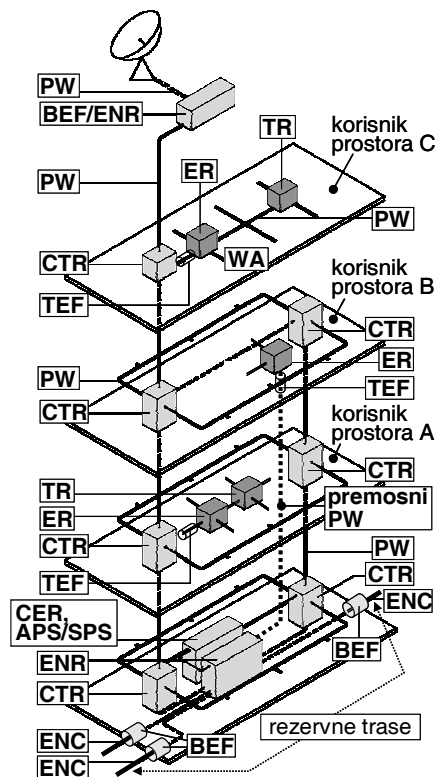 PW
BEF/ENR
TR
korisnik
prostora C
ER
PW
PW
CTR
WA
TEF
korisnik
prostora B
CTR
ER
PW
TEF
CTR
korisnik
prostora A
CTR
TR
premosni
PW
ER
CTR
PW
TEF
CTR
CER,
APS/SPS
ENC
BEF
ENR
CTR
rezervne trase
ENC
BEF
ENC